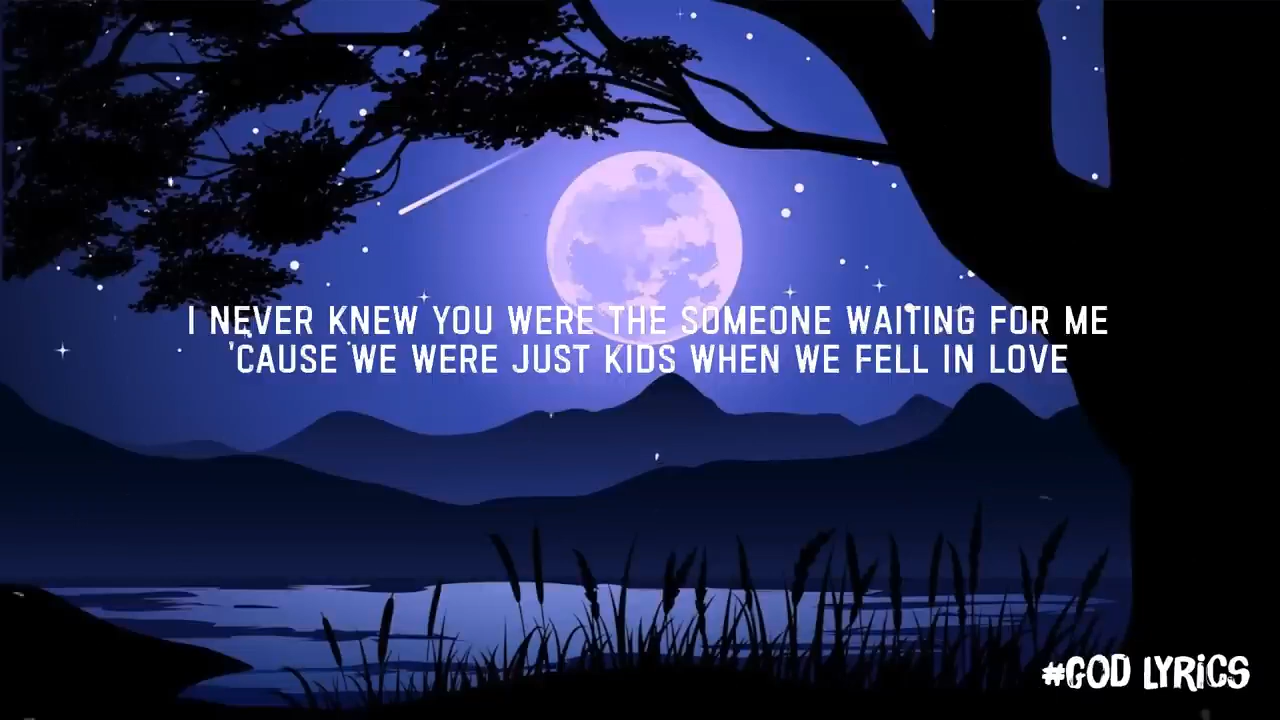 I NEVER KNEW YOU WERE THE SOMEONE WAITING FOR ME
'CAUSE WE WERE JUST KIDS WHEN WE FELL IN LOVE
#GOD LYRICS